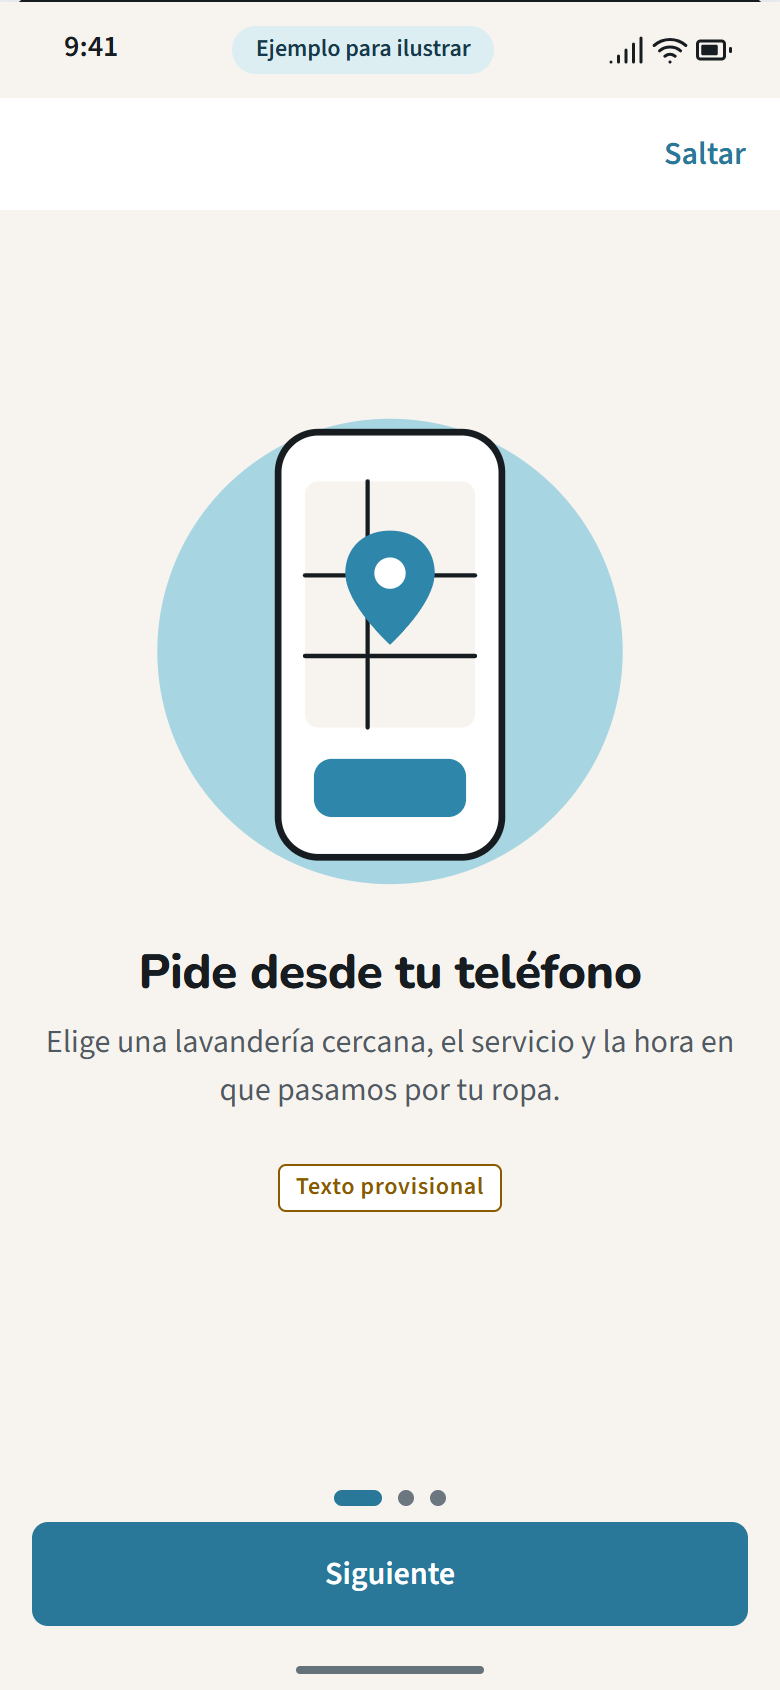 9:41
Ejemplo para ilustrar
Saltar
Pide desde tu teléfono
Elige una lavandería cercana, el servicio y la hora en
que pasamos por tu ropa.
Texto provisional
Siguiente